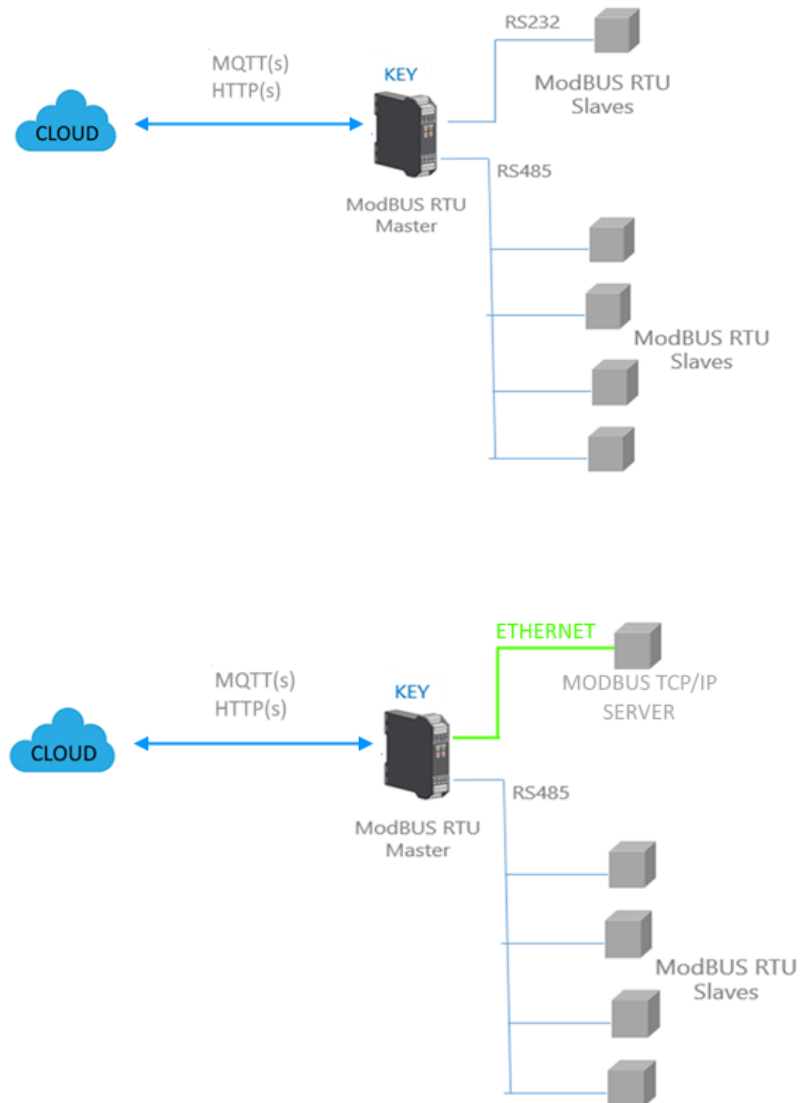 RS232
MQTT(s)
HTTP(s)
KEY
ModBUS RTU
Slaves
CLOUD
RS485
ModBUS RTU
Master
ModBUS RTU
Slaves
ETHERNET
MQTT(s)
HTTP(s)
KEY
MODBUS TCP/IP
SERVER
CLOUD
RS485
ModBUS RTU
Master
ModBUS RTU
Slaves